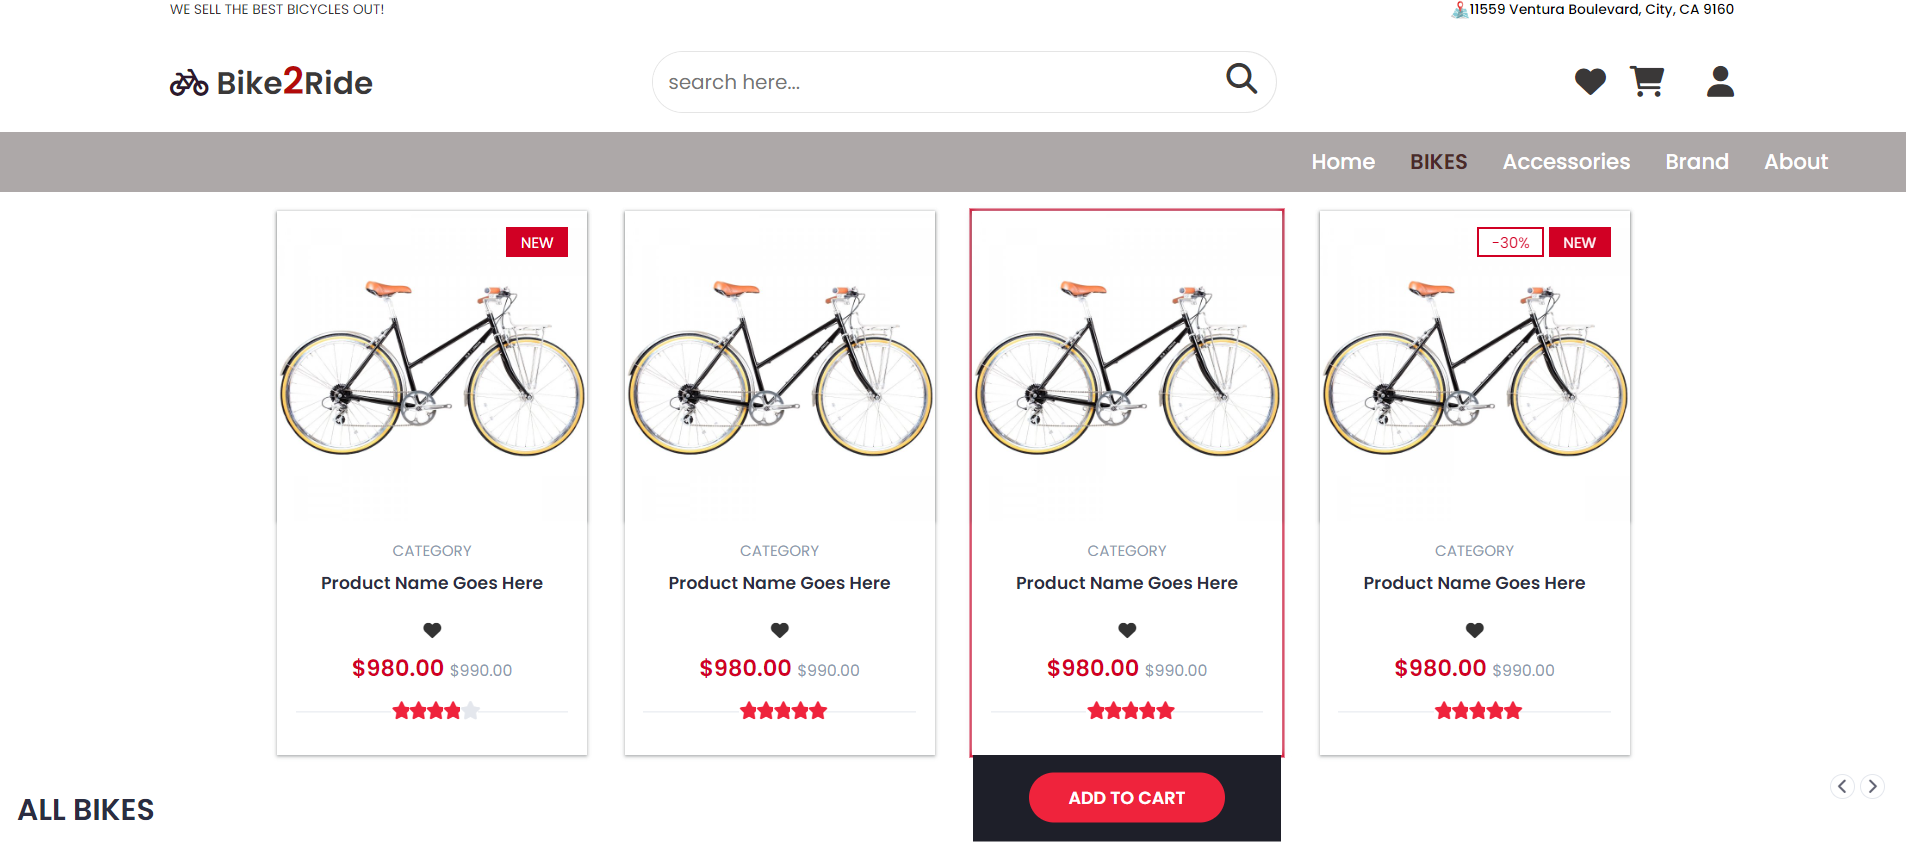 WE SELL THE BEST BICYCLES OUT!
11559 Ventura Boulevard, City, CA 9160
Bike2Ride
search here...
Home BIKES Accessories Brand About
NEW
-30% NEW
CATEGORY CATEGORY CATEGORY CATEGORY
Product Name Goes Here Product Name Goes Here Product Name Goes Here Product Name Goes Here
$980.00 $990.00 $980.00 $990.00 $980.00 $990.00 $980.00 $990.00
ADD TO CART
ALL BIKES